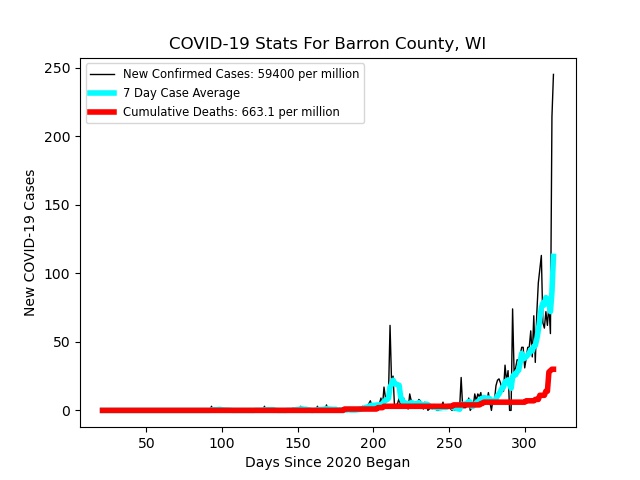 COVID-19 Stats For Barron County, WI
New Confirmed Cases: 59400 per million
7 Day Case Average
Cumulative Deaths: 663.1 per million
New COVID-19 Cases
250
200
150
100
50
0
50 100 150 200 250 300
Days Since 2020 Began